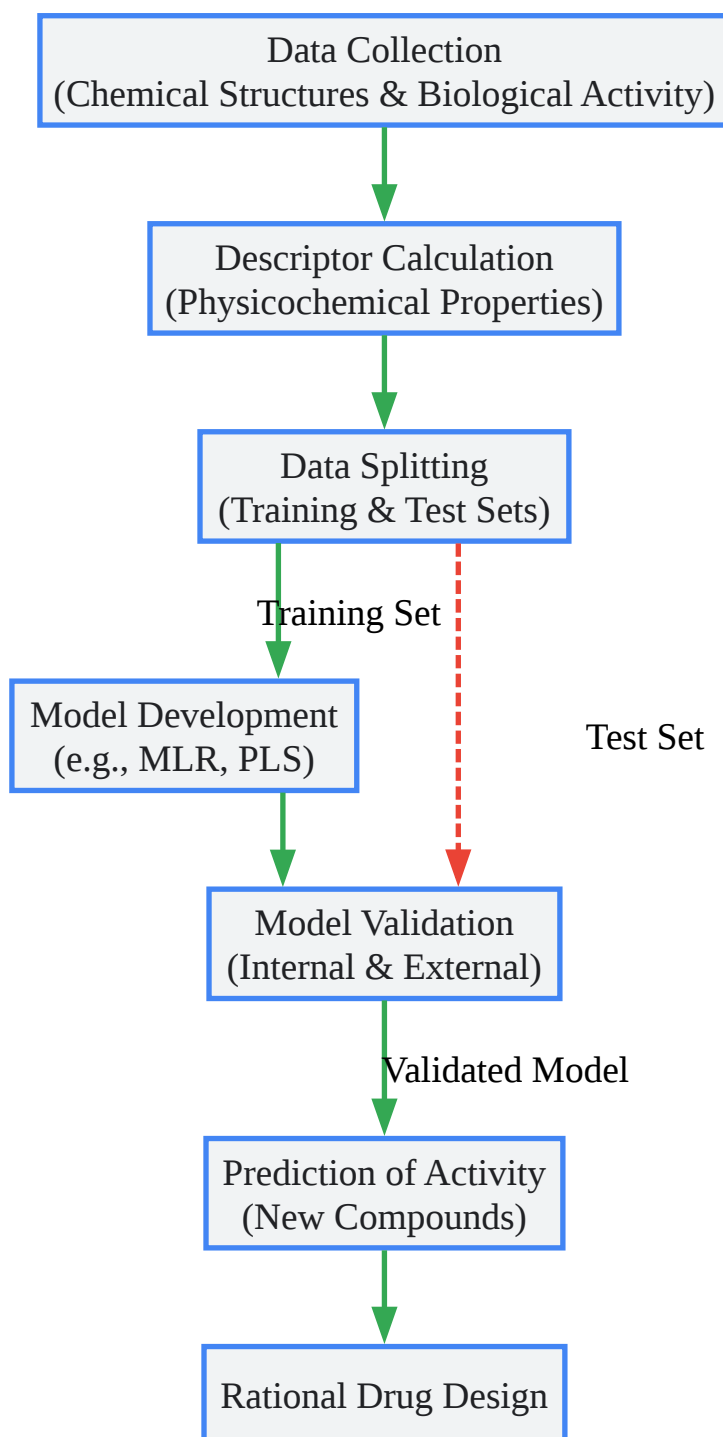 Data Collection
(Chemical Structures & Biological Activity)
Descriptor Calculation
(Physicochemical Properties)
Data Splitting
(Training & Test Sets)
Training Set
Model Development
(e.g., MLR, PLS)
Test Set
Model Validation
(Internal & External)
Validated Model
Prediction of Activity
(New Compounds)
Rational Drug Design